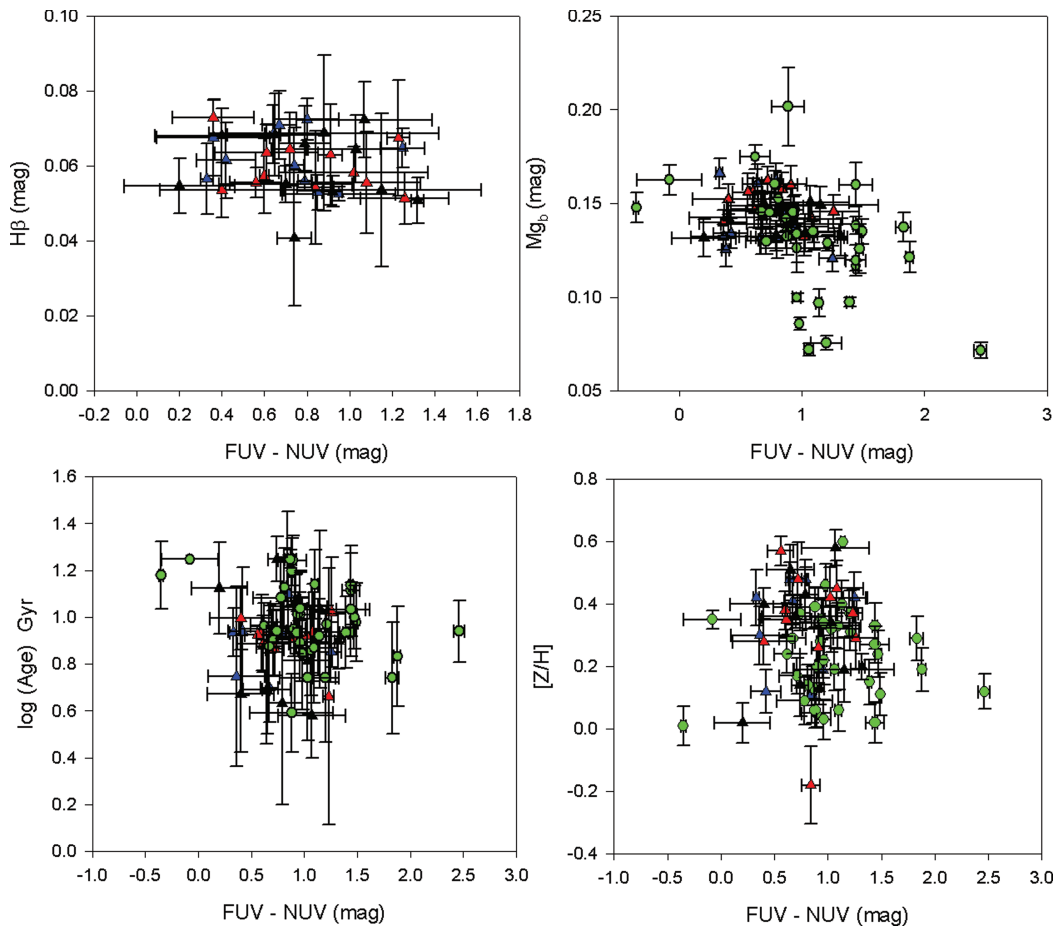 0.10
0.08
0.06
0.04
0.02
0.00
Hβ (mag)
-0.2 0.0 0.2 0.4 0.6 0.8 1.0 1.2 1.4 1.6 1.8
FUV - NUV (mag)
0.25
0.20
0.15
0.10
0.05
Mgb (mag)
0 1 2 3
FUV - NUV (mag)
1.6
1.4
1.2
1.0
0.8
0.6
0.4
0.2
0.0
log (Age) Gyr
-1.0 -0.5 0.0 0.5 1.0 1.5 2.0 2.5 3.0
FUV - NUV (mag)
0.8
0.6
0.4
0.2
0.0
-0.2
-0.4
[Z/H]
-1.0 -0.5 0.0 0.5 1.0 1.5 2.0 2.5 3.0
FUV - NUV (mag)